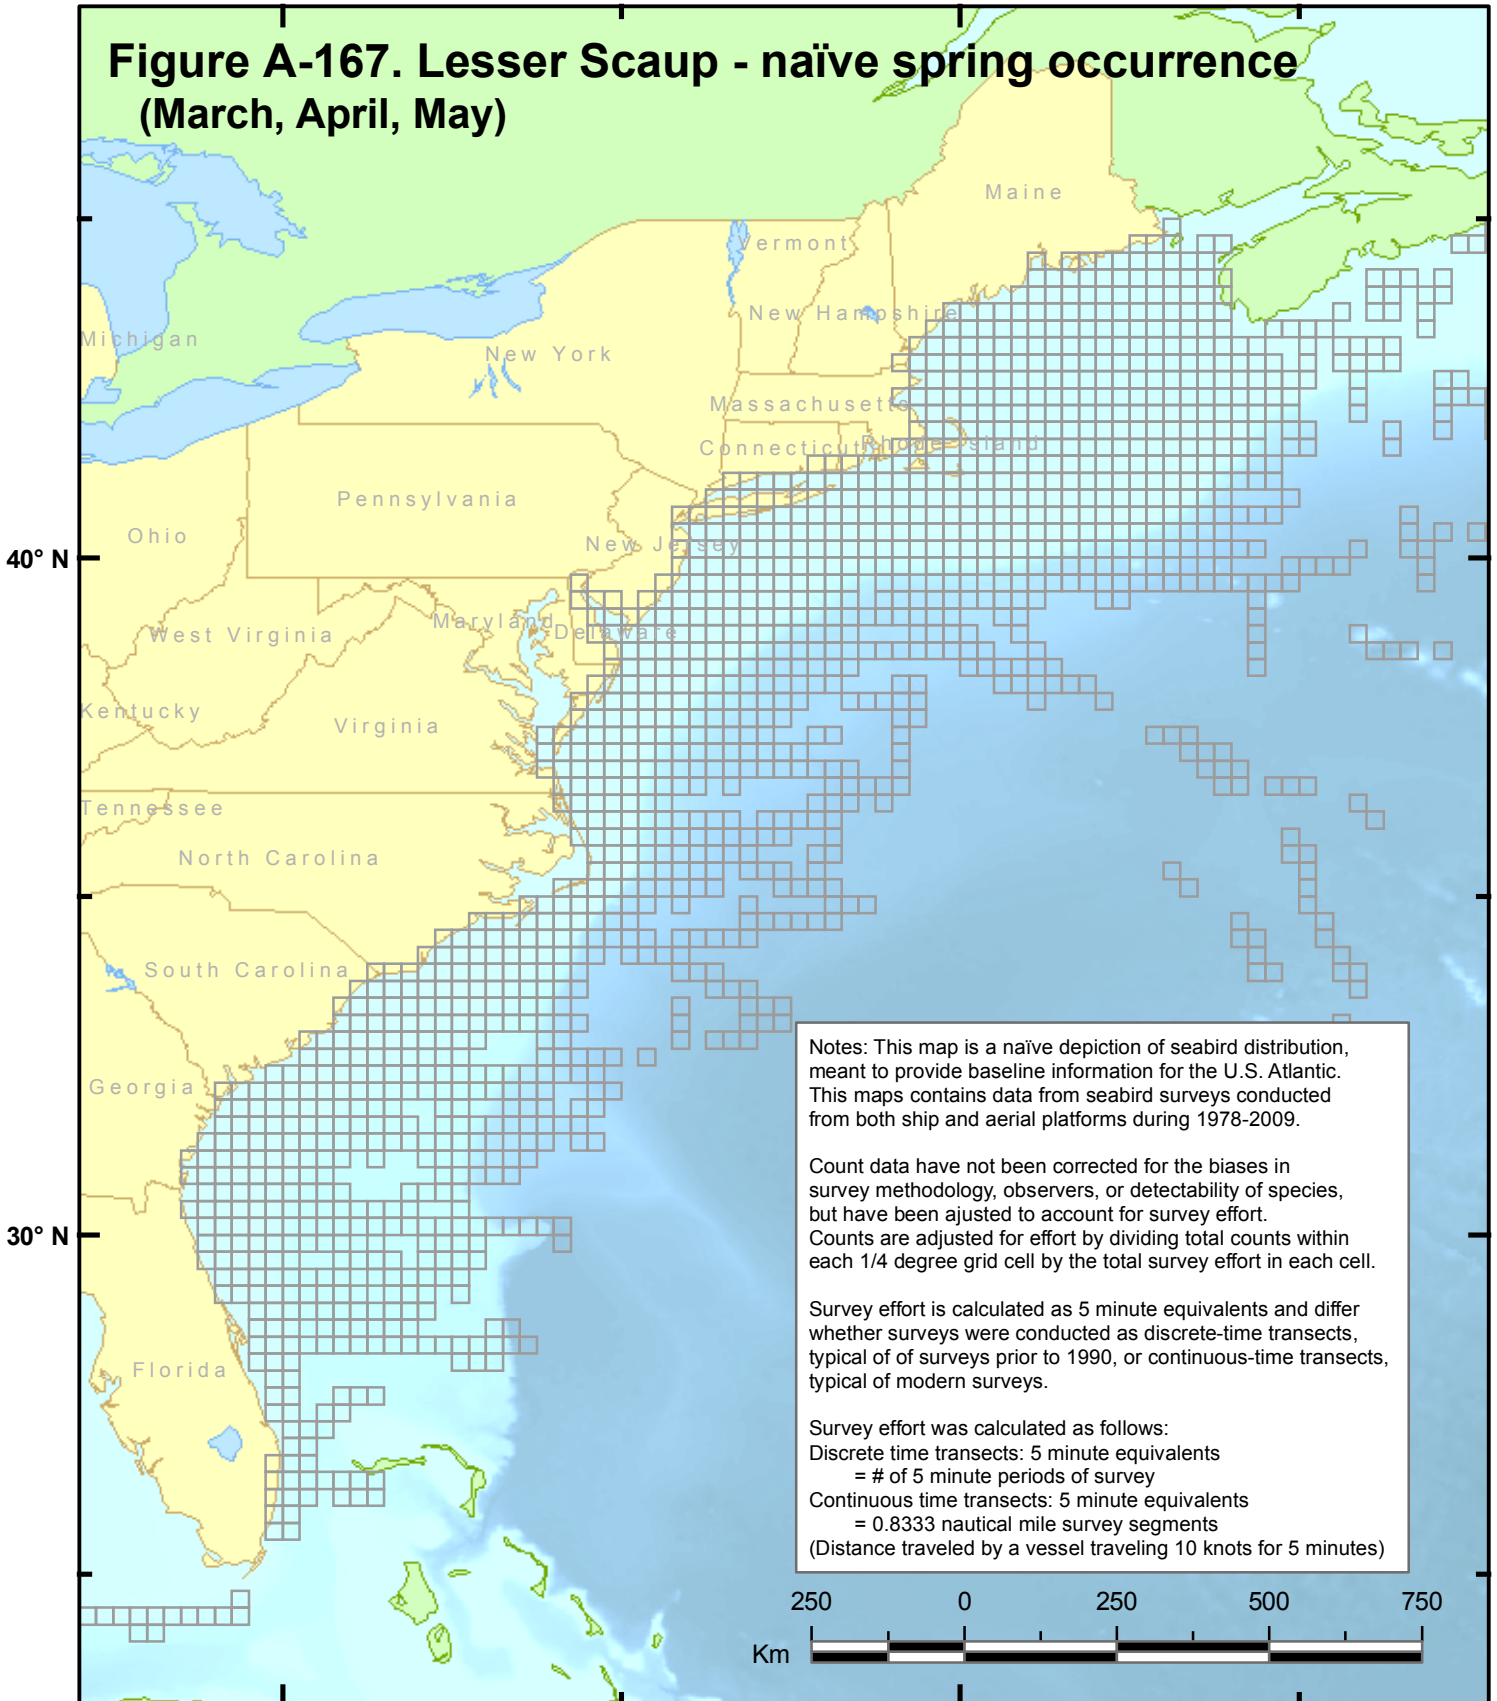 Figure A-167. Lesser Scaup - naïve spring occurrence
(March, April, May)
Maine
Vermont
New Hampshire
Michigan
New York
Massachusetts
Connecticut
Rhode Island
Pennsylvania
Ohio
New Jersey
40° N
Maryland
Delaware
West Virginia
Kentucky
Virginia
Tennessee
North Carolina
South Carolina
Georgia
30° N
Florida
Notes: This map is a naïve depiction of seabird distribution,
meant to provide baseline information for the U.S. Atlantic.
This maps contains data from seabird surveys conducted
from both ship and aerial platforms during 1978-2009.
Count data have not been corrected for the biases in
survey methodology, observers, or detectability of species,
but have been ajusted to account for survey effort.
Counts are adjusted for effort by dividing total counts within
each 1/4 degree grid cell by the total survey effort in each cell.
Survey effort is calculated as 5 minute equivalents and differ
whether surveys were conducted as discrete-time transects,
typical of of surveys prior to 1990, or continuous-time transects,
typical of modern surveys.
Survey effort was calculated as follows:
Discrete time transects: 5 minute equivalents
= # of 5 minute periods of survey
Continuous time transects: 5 minute equivalents
= 0.8333 nautical mile survey segments
(Distance traveled by a vessel traveling 10 knots for 5 minutes)
250 0 250 500 750
Km